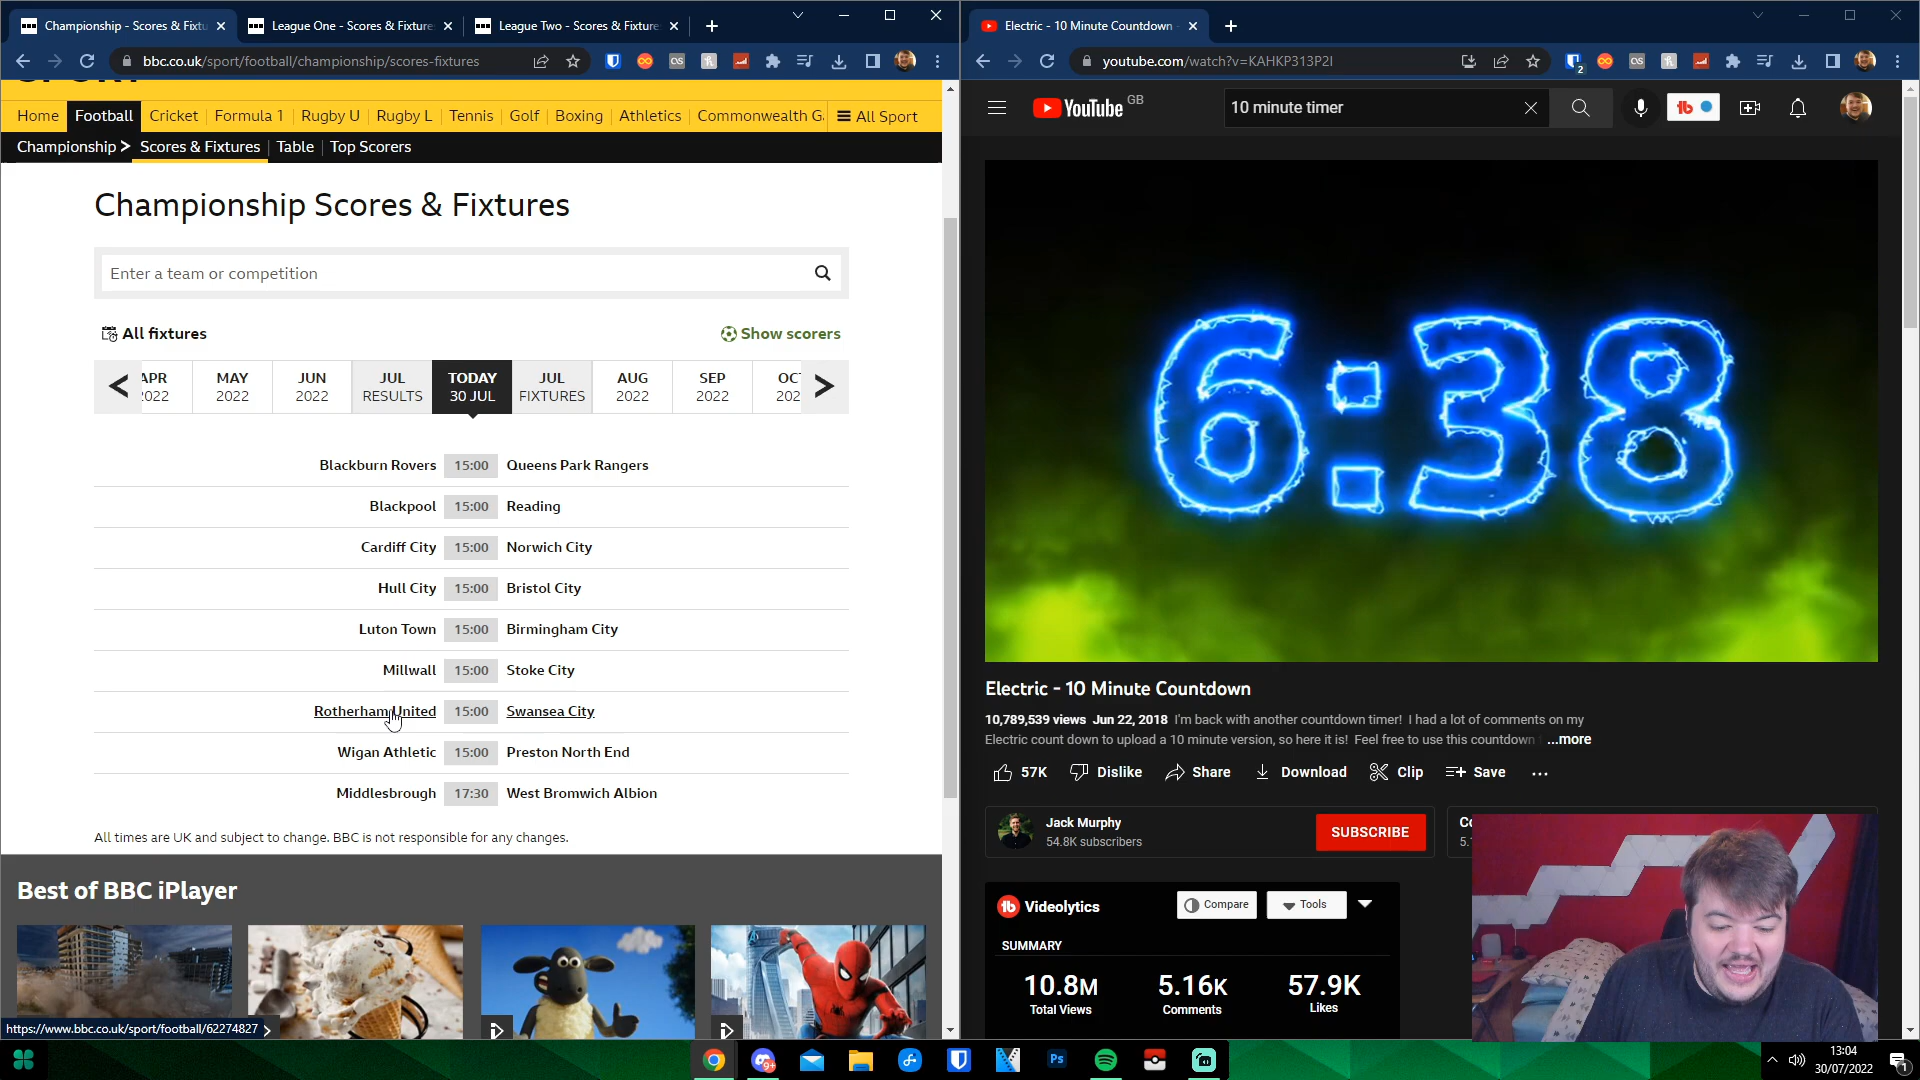 Championship - Scores & Fixtu
League One - Scores & Fixture
League Two - Scores & Fixture
bbc.co.uk/sport/football/championship/scores-fixtures
Home
Football
Cricket
Formula 1
Rugby U
Rugby L
Tennis
Golf
Boxing
Athletics
Commonwealth G
All Sport
Championship
Scores & Fixtures
Table
Top Scorers
Championship Scores & Fixtures
Enter a team or competition
All fixtures
Show scorers
APR
2022
MAY
2022
JUN
2022
JUL
RESULTS
TODAY
30 JUL
JUL
FIXTURES
AUG
2022
SEP
2022
OCT
202
Blackburn Rovers 15:00 Queens Park Rangers
Blackpool 15:00 Reading
Cardiff City 15:00 Norwich City
Hull City 15:00 Bristol City
Luton Town 15:00 Birmingham City
Millwall 15:00 Stoke City
Rotherham United 15:00 Swansea City
Wigan Athletic 15:00 Preston North End
Middlesbrough 17:30 West Bromwich Albion
All times are UK and subject to change. BBC is not responsible for any changes.
Best of BBC iPlayer
https://www.bbc.co.uk/sport/football/62274827
Electric - 10 Minute Countdown
youtube.com/watch?v=KAHKP313P2I
2
YouTube GB
10 minute timer
6:38
Electric - 10 Minute Countdown
10,789,539 views Jun 22, 2018 I'm back with another countdown timer! I had a lot of comments on my
Electric count down to upload a 10 minute version, so here it is! Feel free to use this countdown ...more
57K
Dislike
Share
Download
Clip
Save
Jack Murphy
54.8K subscribers
SUBSCRIBE
Videolytics
Compare
Tools
SUMMARY
10.8M
Total Views
5.16K
Comments
57.9K
Likes
9+
Ps
13:04
30/07/2022
1